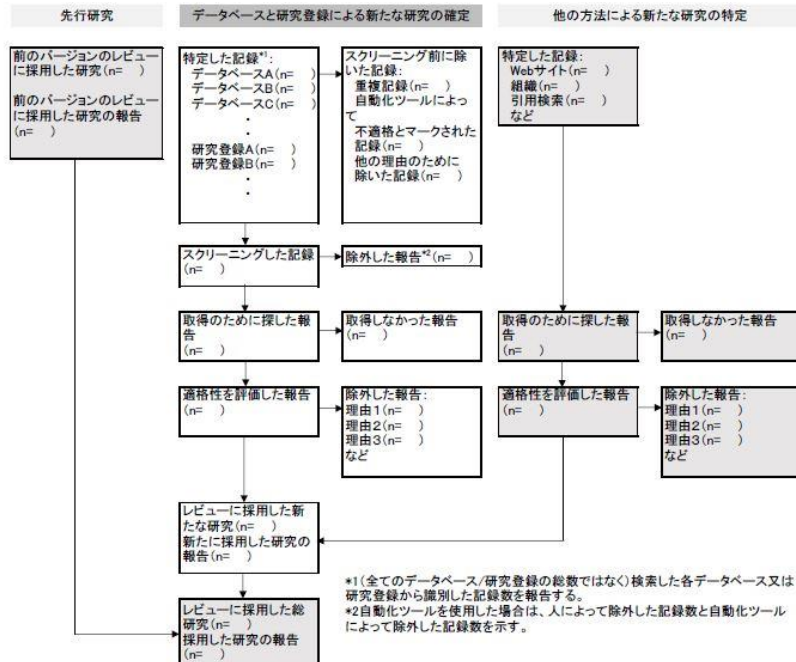 先行研究
データベースと研究登録による新たな研究の確定
他の方法による新たな研究の特定
前のバージョンのレビュー
に採用した研究(n=　)
前のバージョンのレビュー
に採用した研究の報告
(n=　)
特定した記録*1:
データベースA(n=　)
データベースB(n=　)
データベースC(n=　)
・
・
研究登録A(n=　)
研究登録B(n=　)
・
・
スクリーニング前に除
いた記録:
重複記録(n=　)
自動化ツールによっ
て
不適格とマークされた
記録(n=　)
他の理由のために
除いた記録(n=　)
特定した記録:
Webサイト(n=　)
組織(n=　)
引用検索(n=　)
など
スクリーニングした記録
(n=　)
除外した報告*2(n=　)
取得のために探した報
告
(n=　)
取得しなかった報告
(n=　)
取得のために探した報
告
(n=　)
取得しなかった報告
(n=　)
適格性を評価した報告
(n=　)
除外した報告:
理由1(n=　)
理由2(n=　)
理由3(n=　)
など
適格性を評価した報告
(n=　)
除外した報告:
理由1(n=　)
理由2(n=　)
理由3(n=　)
など
レビューに採用した新
たな研究(n=　)
新たに採用した研究の
報告(n=　)
*1(全てのデータベース/研究登録の総数ではなく)検索した各データベース又は
研究登録から識別した記録数を報告する。
*2自動化ツールを使用した場合は、人によって除外した記録数と自動化ツール
によって除外した記録数を示す。
レビューに採用した総
研究(n=　)
採用した研究の報告
(n=　)